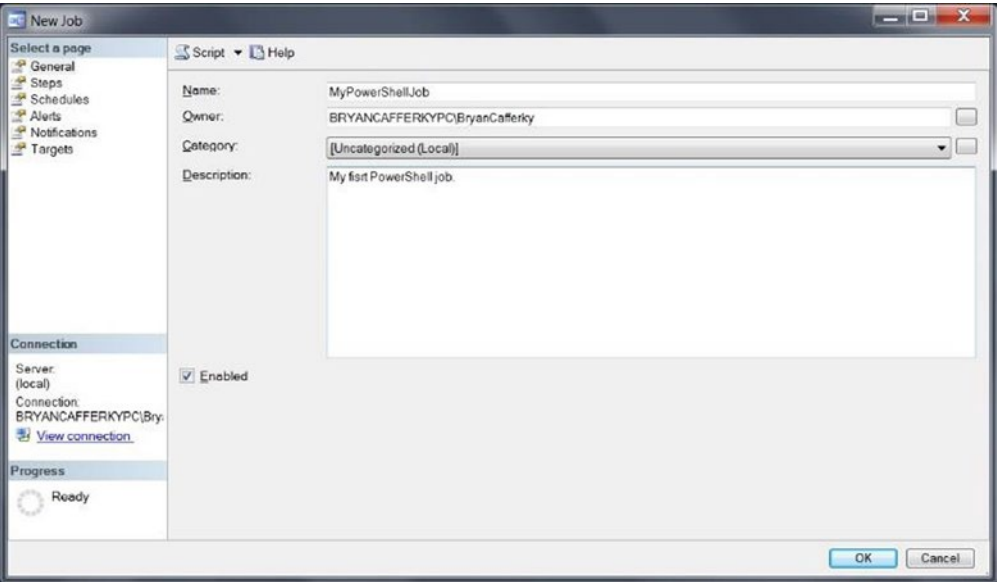 New Job
Select a page
General
Steps
Schedules
Alerts
Notifications
Targets
Script Help
Name: MyPowerShellJob
Owner: BRYANCAFFERKYPC\BryanCafferky
Category: [Uncategorized (Local)]
Description: My fisrt PowerShell job.
Enabled
Connection
Server:
(local)
Connection:
BRYANCAFFERKYPC\Bry
View connection
Progress
Ready
OK Cancel